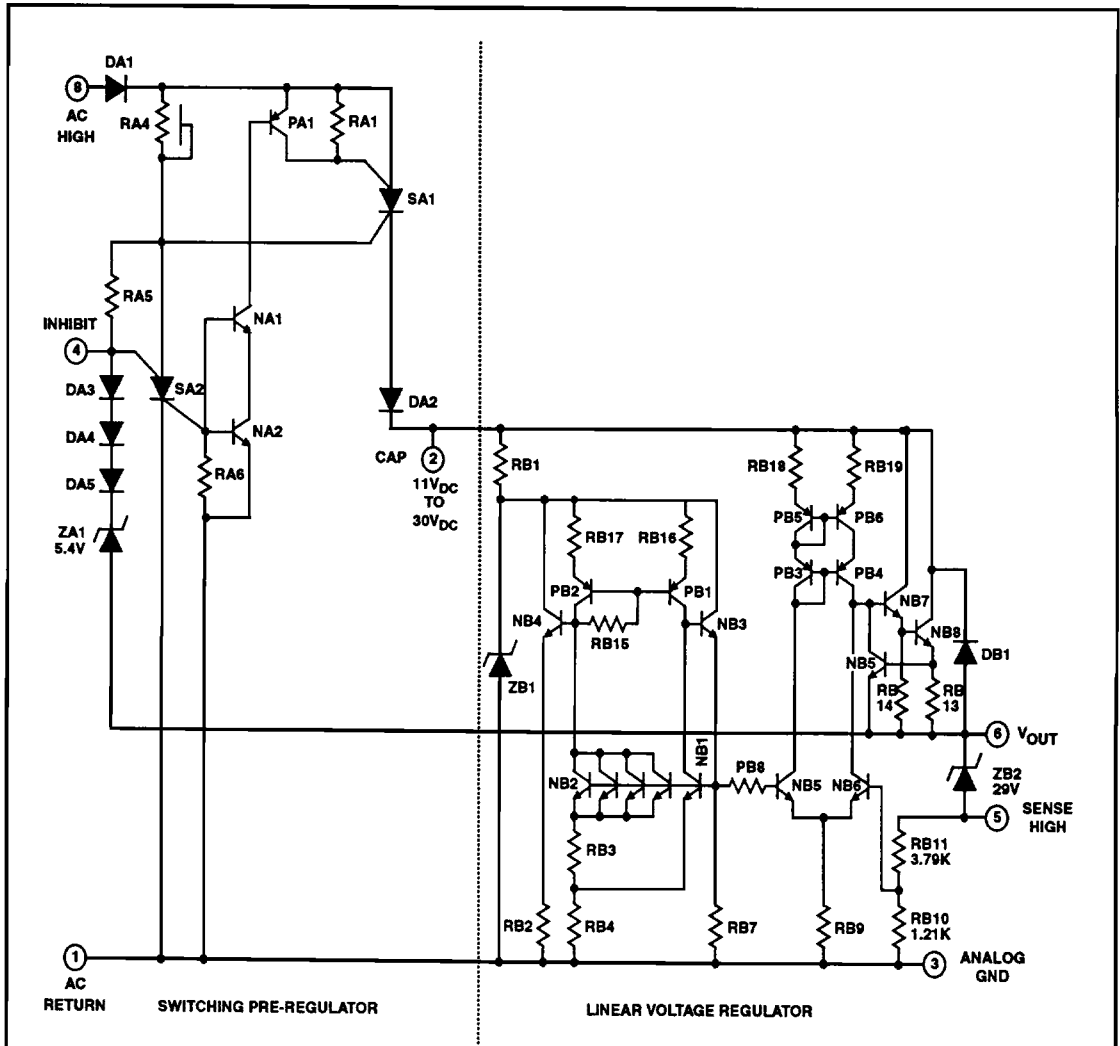 DA1
8
AC
HIGH
RA4
PA1
RA1
SA1
RA5
INHIBIT
4
NA1
DA3
SA2
DA2
DA4
NA2
CAP
2
DA5
RA6
11VDC
TO
30VDC
ZA1
5.4V
RB1
RB18
RB19
PB5
PB6
RB17
RB16
PB3
PB4
PB2
PB1
NB7
NB4
NB3
NB8
RB15
NB5
DB1
ZB1
RB
14
RB
13
6
VOUT
NB1
PB8
ZB2
29V
NB2
NB5
NB6
5
SENSE
HIGH
RB3
RB11
3.79K
RB2
RB4
RB7
RB9
RB10
1.21K
1
3
ANALOG
GND
AC
RETURN
SWITCHING PRE-REGULATOR
LINEAR VOLTAGE REGULATOR